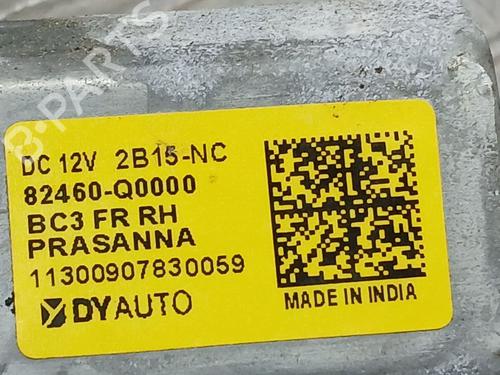 B-PARTS
DC 12V 2B15-NC
82460-Q0000
BC3 FR RH
PRASANNA
11300907830059
DYAUTO
MADE IN INDIA